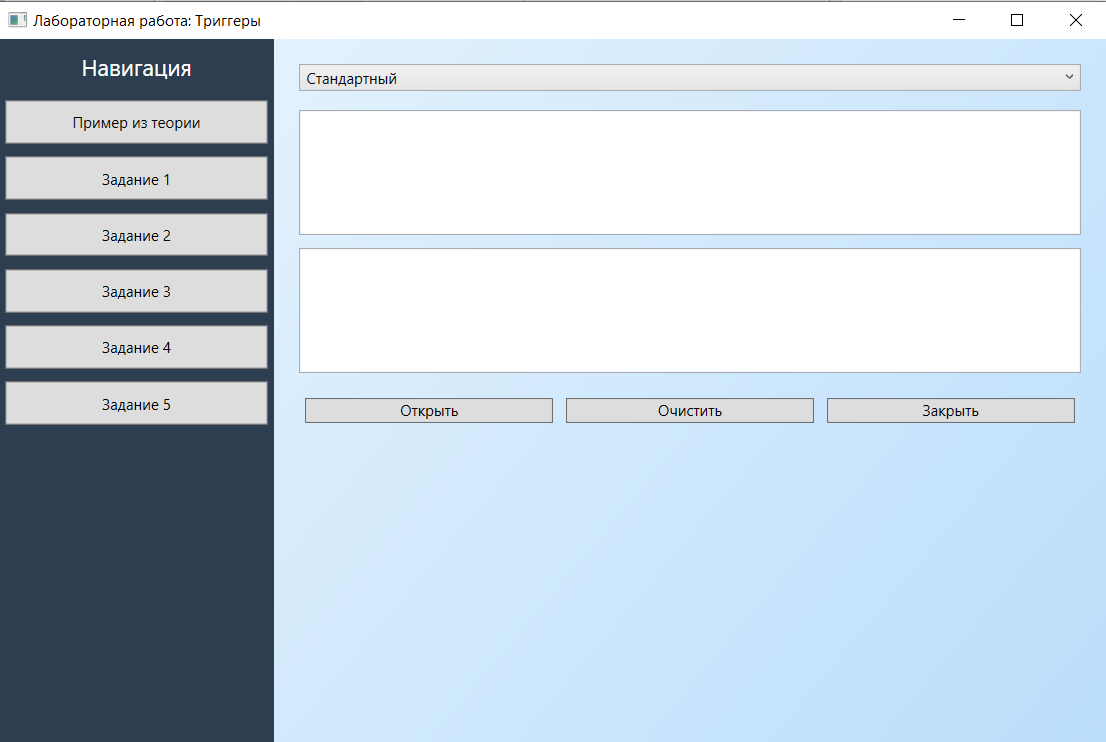 Лабораторная работа: Триггеры
Навигация
Пример из теории
Задание 1
Задание 2
Задание 3
Задание 4
Задание 5
Стандартный
Открыть
Очистить
Закрыть